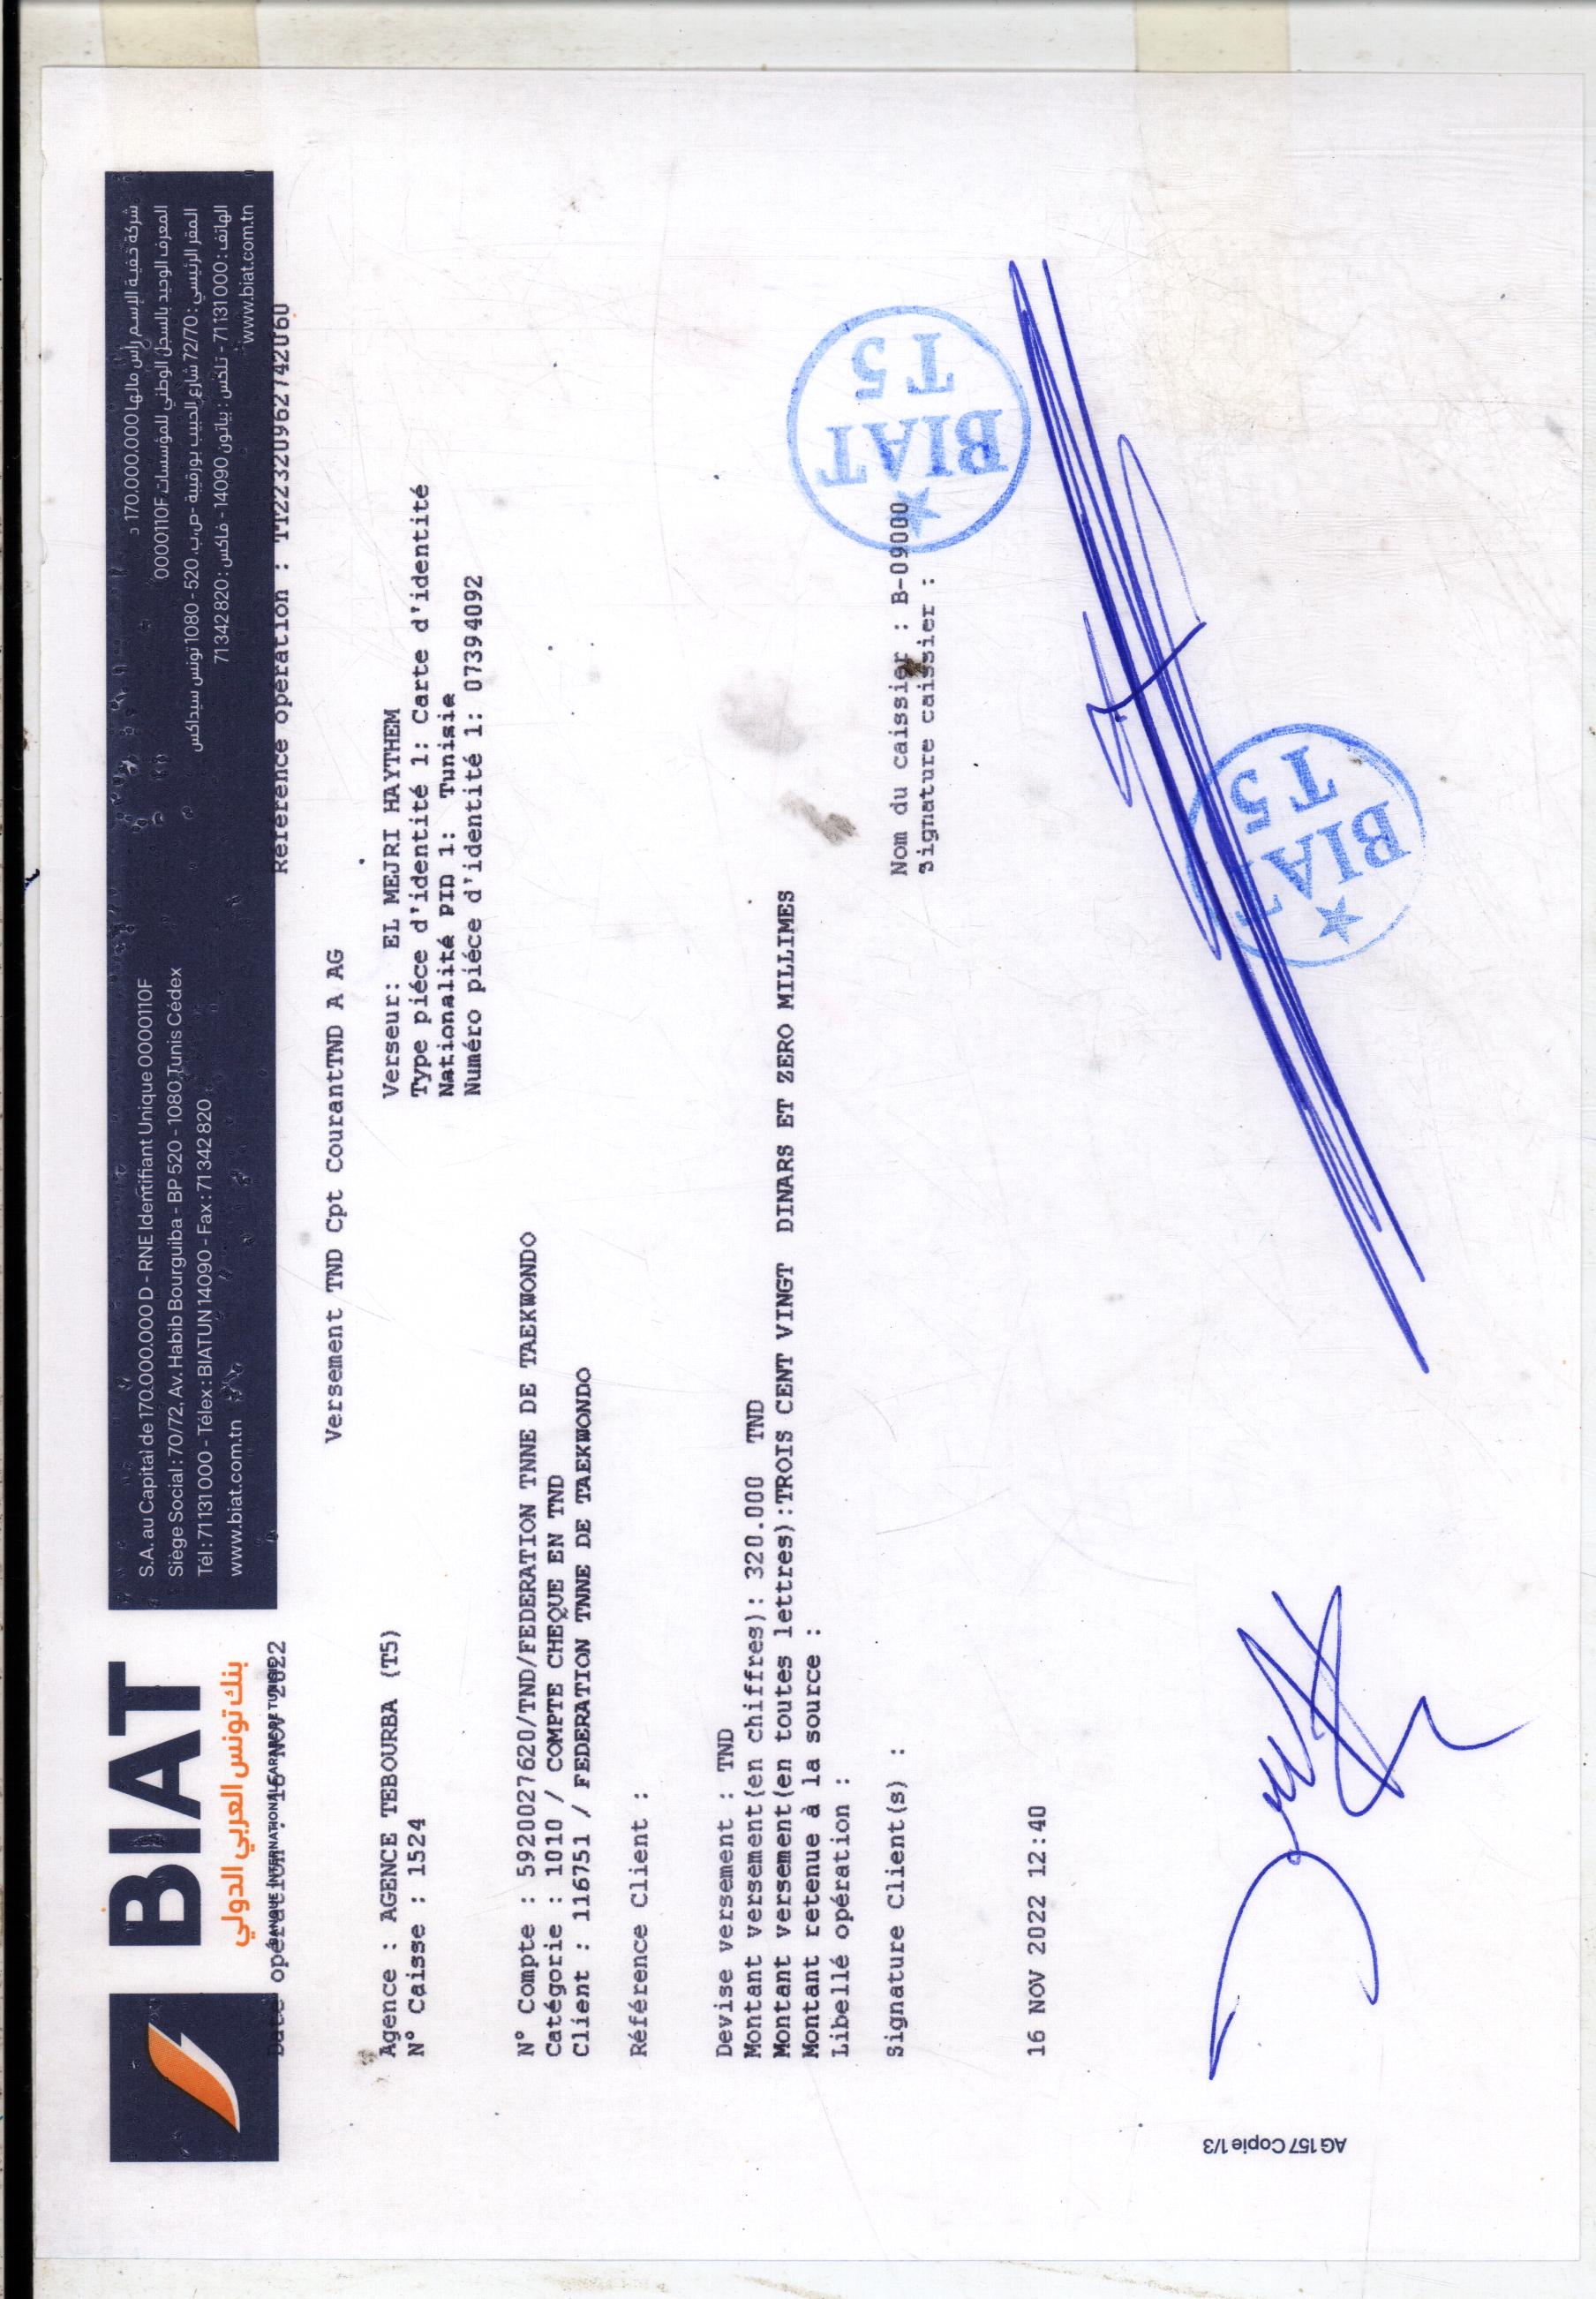 BIAT
بنك تونس العربي الدولي
BANQUE INTERNATIONALE ARABE DE TUNISIE
S.A. au Capital de 170.000.000 D - RNE Identifiant Unique 0000110F
Siège Social : 70/72, Av. Habib Bourguiba - BP 520 - 1080 Tunis Cédex
Tél : 71 131 000 - Télex : BIATUN 14090 - Fax : 71 342 820
www.biat.com.tn
شركة خفية الإسم رأس مالها 170.000.000 د
المعرف الوحيد بالسجل الوطني للمؤسسات 0000110F
المقر الرئيسي : 72/70 شارع الحبيب بورقيبة - ص.ب. 520 - 1080 تونس سيداكس
الهاتف : 71131000 - تلكس : بياتون 14090 - فاكس : 71342820
www.biat.com.tn
Date opération : 16 NOV 2022
Référence opération : TT2232096274206U
Versement TND Cpt CourantTND A AG
Agence : AGENCE TEBOURBA (T5)
N° Caisse : 1524
Verseur: EL MEJRI HAYTHEM
Type piéce d'identité 1: Carte d'identité
Nationalité PID 1: Tunisie
Numéro piéce d'identité 1: 07394092
N° Compte : 5920027620/TND/FEDERATION TNNE DE TAEKWONDO
Catégorie : 1010 / COMPTE CHEQUE EN TND
Client : 116751 / FEDERATION TNNE DE TAEKWONDO
Référence Client :
Devise versement : TND
Montant versement(en chiffres): 320.000 TND
Montant versement(en toutes lettres):TROIS CENT VINGT DINARS ET ZERO MILLIMES
Montant retenue à la source :
Libellé opération :
Signature Client(s) :
Nom du caissier : B-09000
Signature caissier :
16 NOV 2022 12:40
BIAT
T5
BIAT
T5
AG 157 Copie 1/3